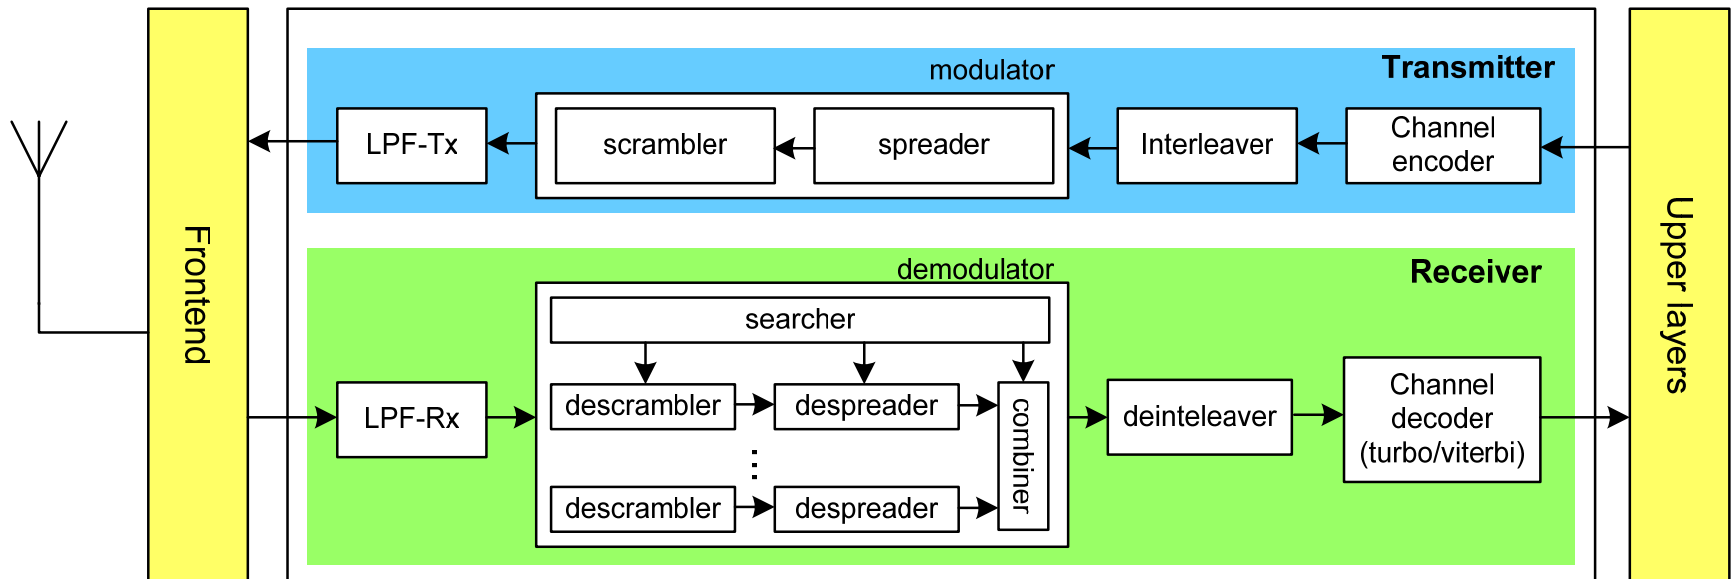 modulator
Transmitter
LPF-Tx
scrambler
spreader
Interleaver
Channel
encoder
Frontend
Upper layers
demodulator
Receiver
searcher
LPF-Rx
descrambler
despreader
combiner
deinteleaver
Channel
decoder
(turbo/viterbi)
...
descrambler
despreader